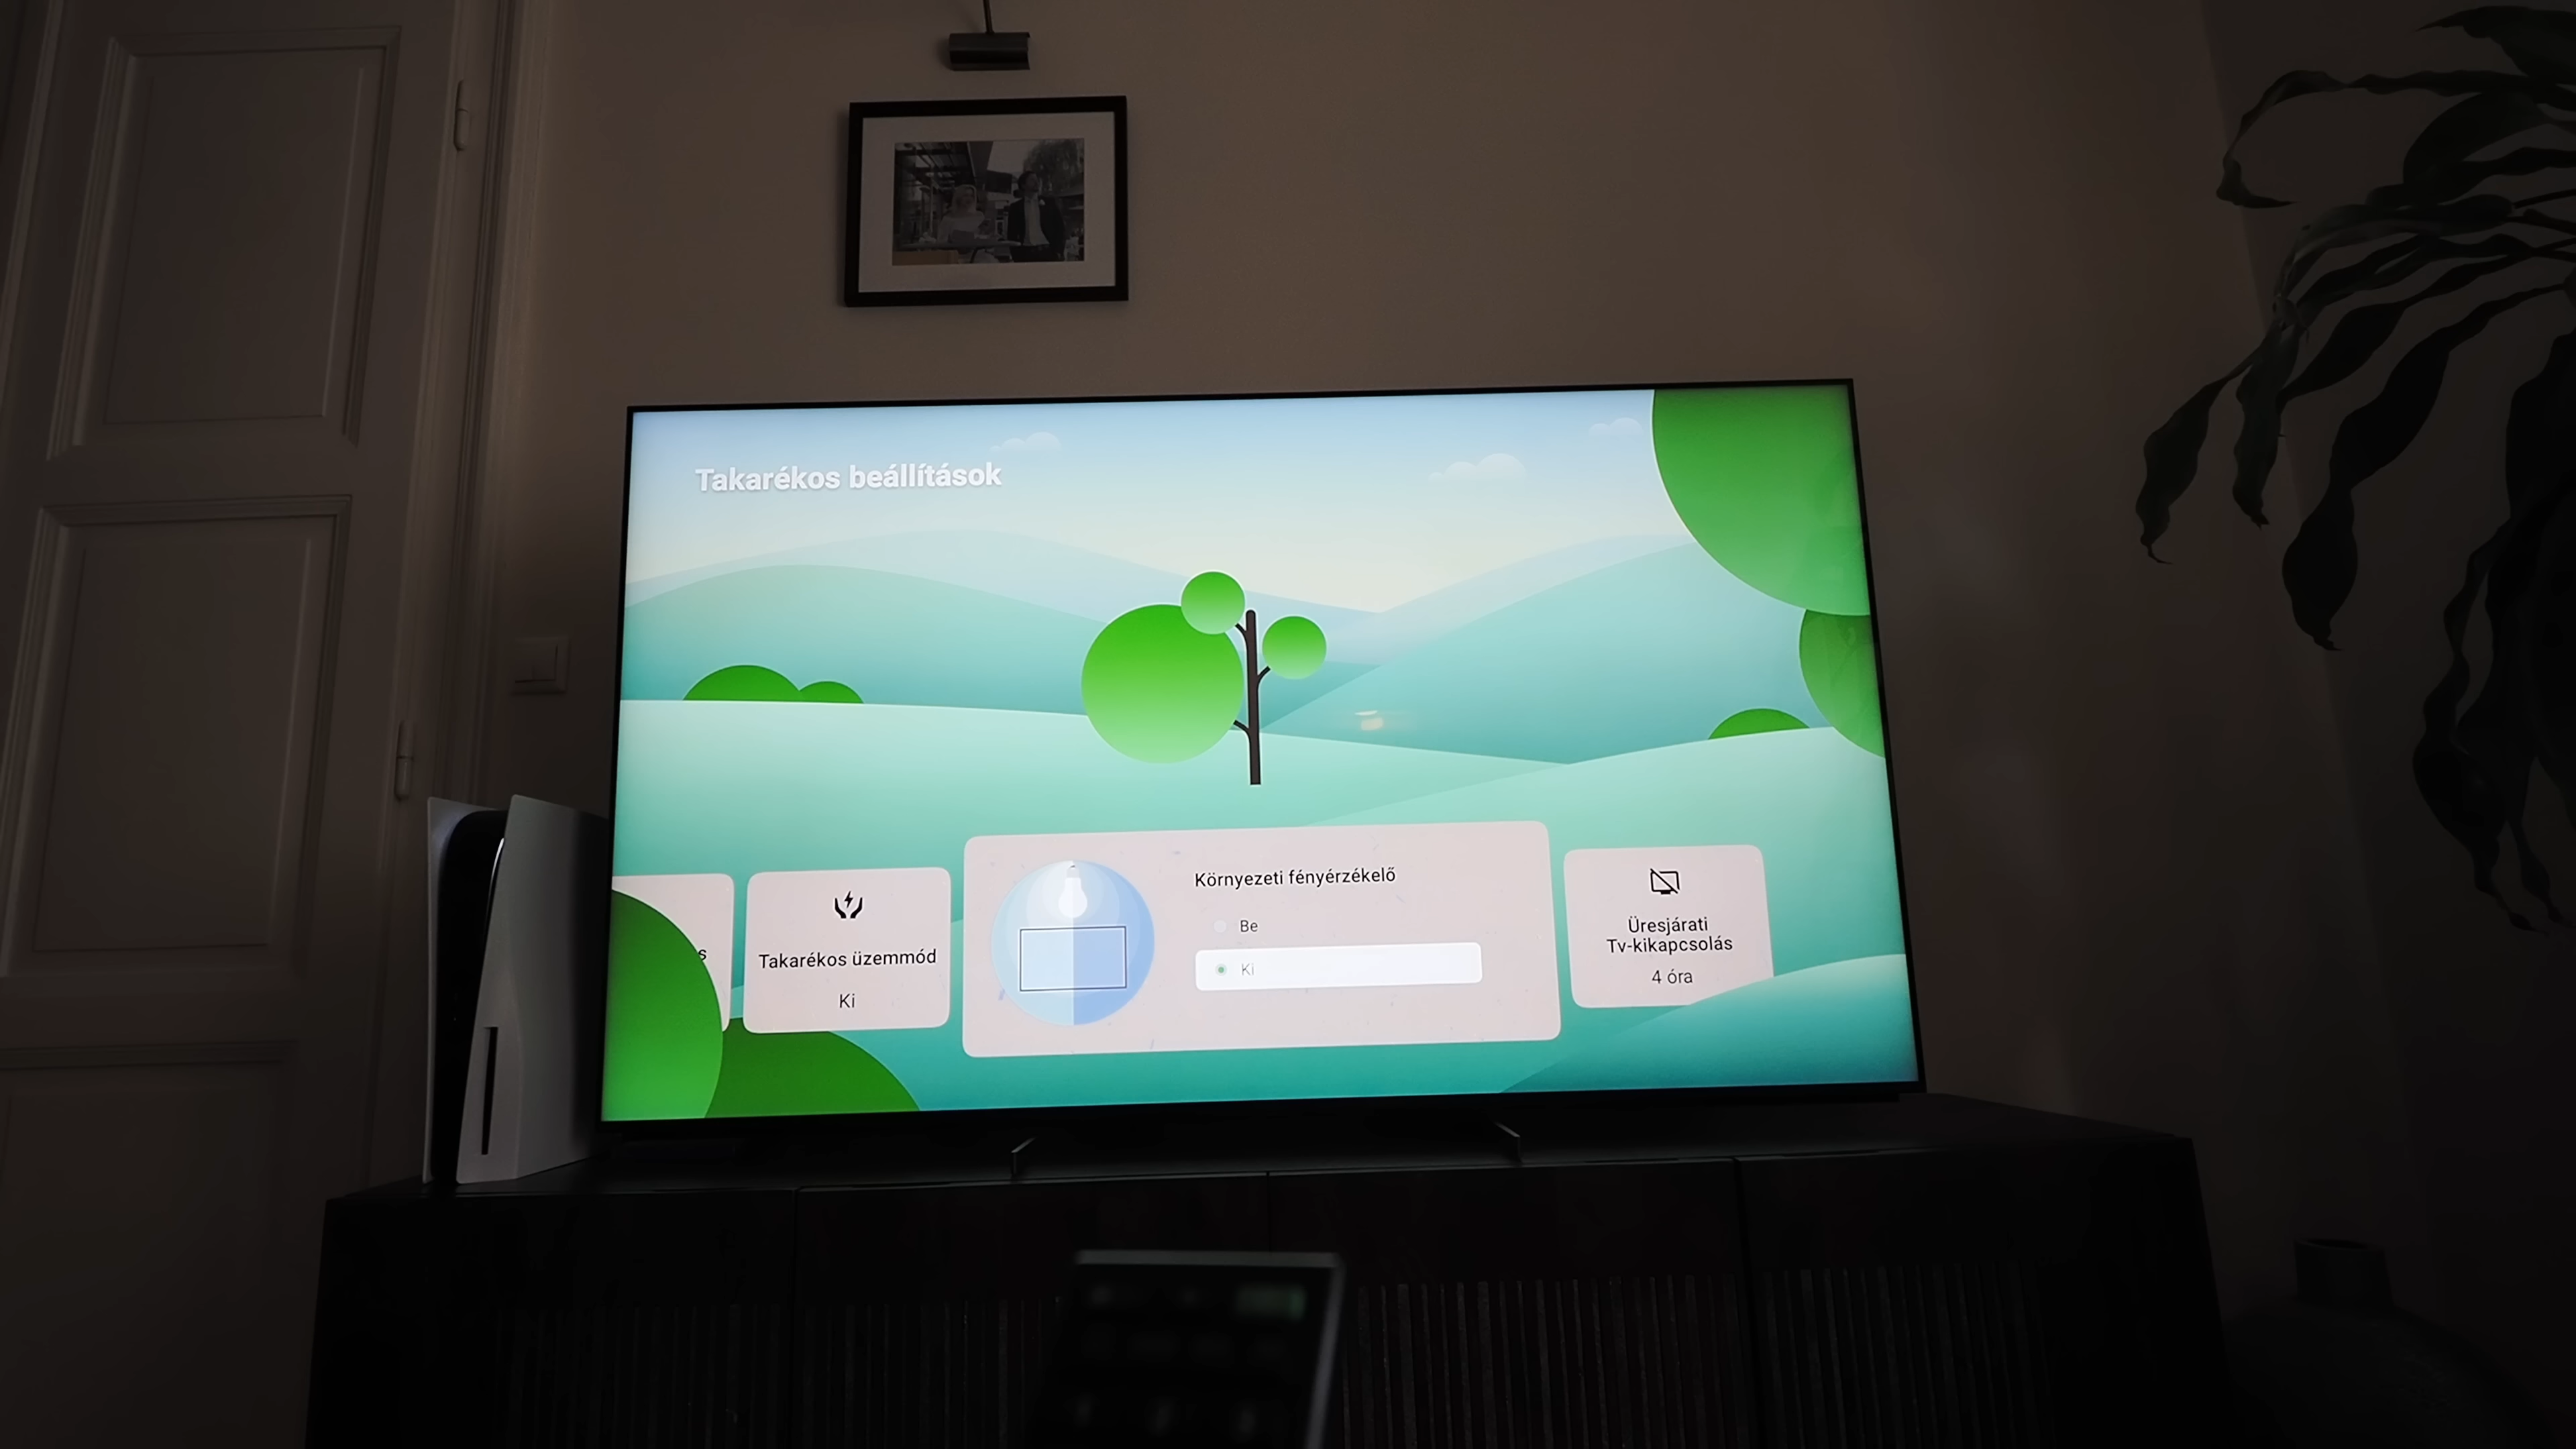 Takarékos beállítások
Takarékos üzemmód
Ki
Környezeti fényérzékelő
Be
Ki
Üresjárati
Tv-kikapcsolás
4 óra